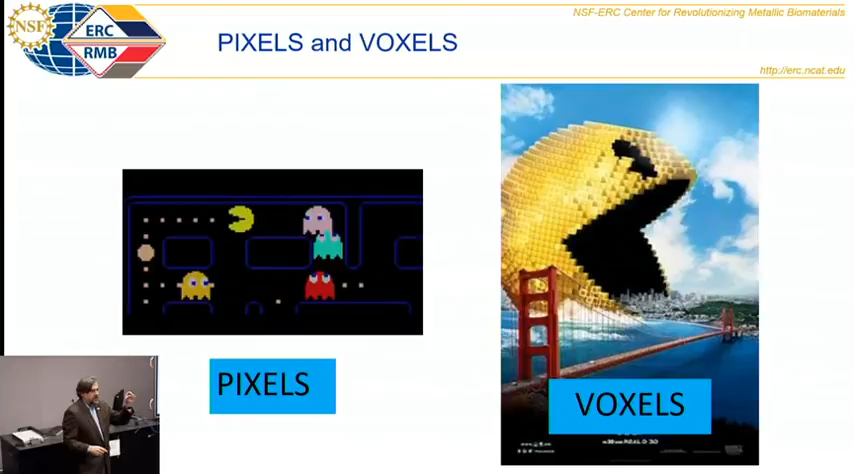 NSF
ERC
RMB
PIXELS and VOXELS
NSF-ERC Center for Revolutionizing Metallic Biomaterials
http://erc.ncat.edu
PIXELS
VOXELS